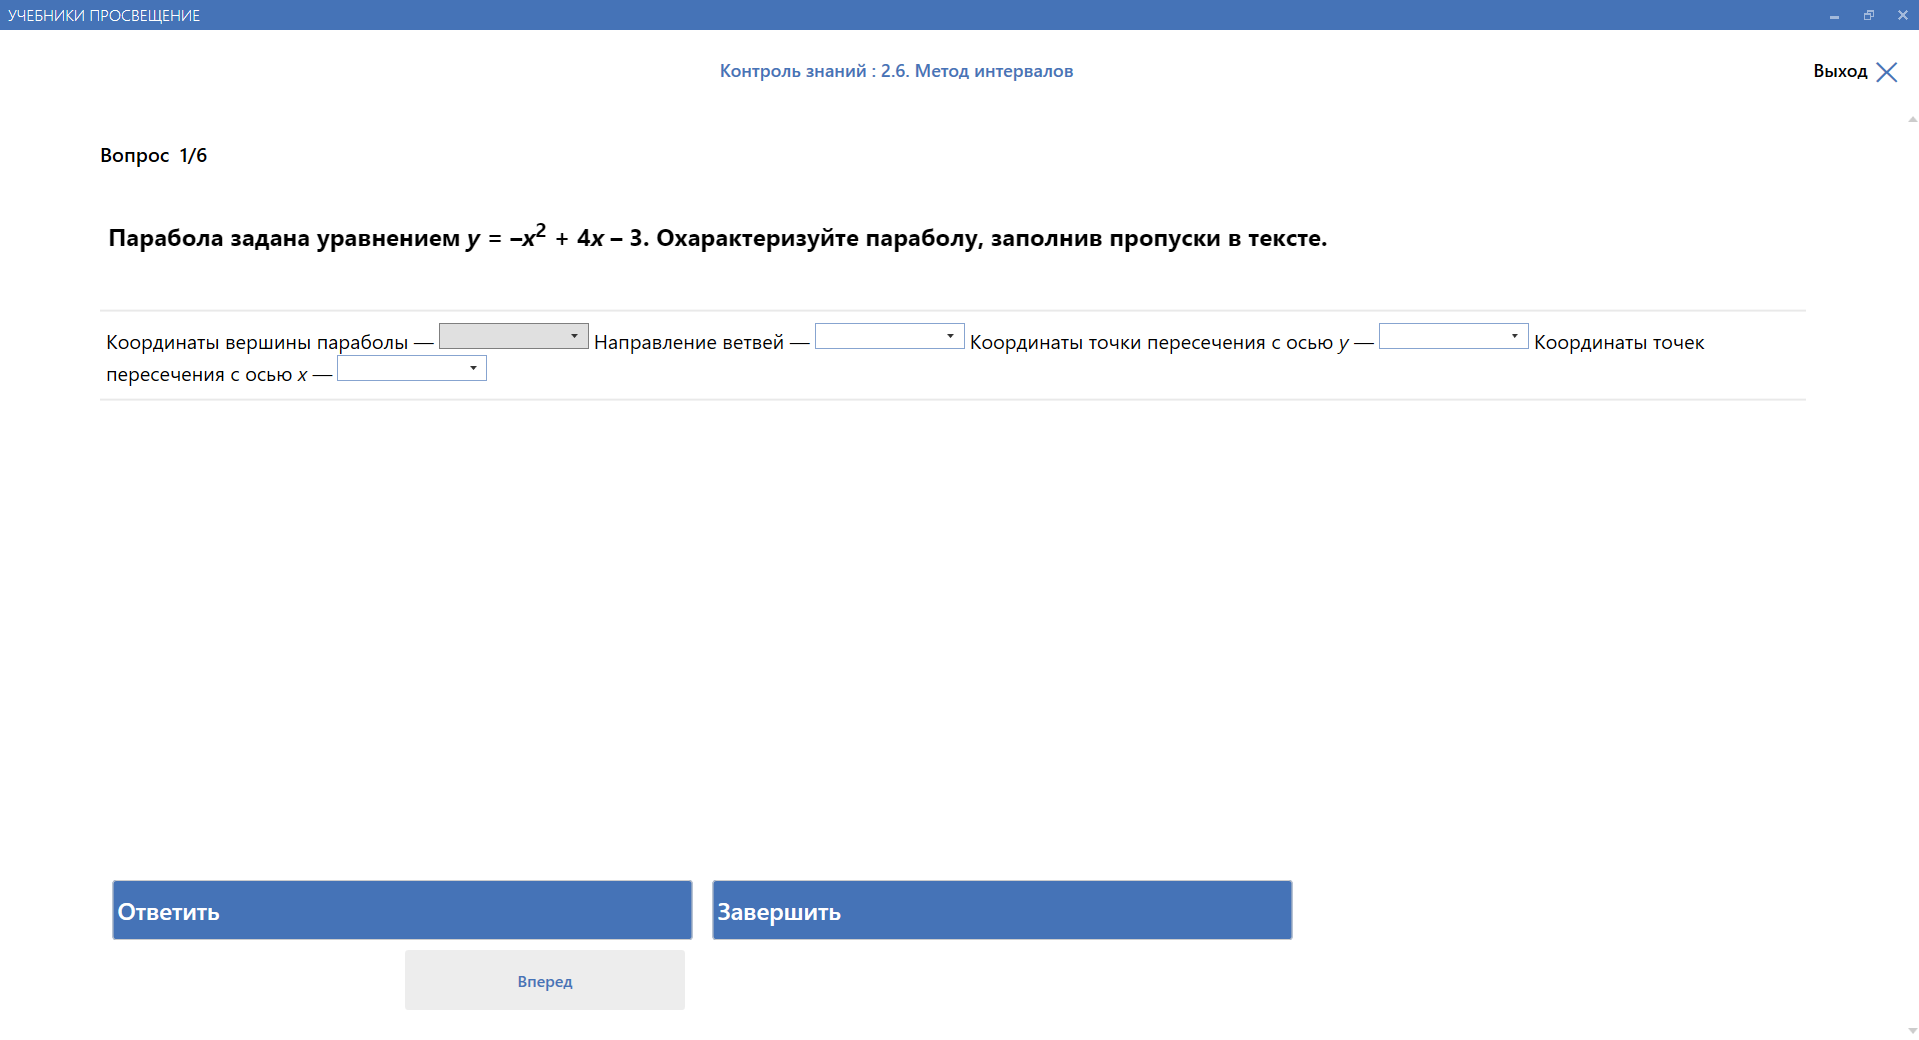 УЧЕБНИКИ ПРОСВЕЩЕНИЕ
Контроль знаний : 2.6. Метод интервалов
Выход
Вопрос 1/6
Парабола задана уравнением y = –x² + 4x – 3. Охарактеризуйте параболу, заполнив пропуски в тексте.
Координаты вершины параболы — Направление ветвей — Координаты точки пересечения с осью y — Координаты точек
пересечения с осью x —
Ответить
Завершить
Вперед